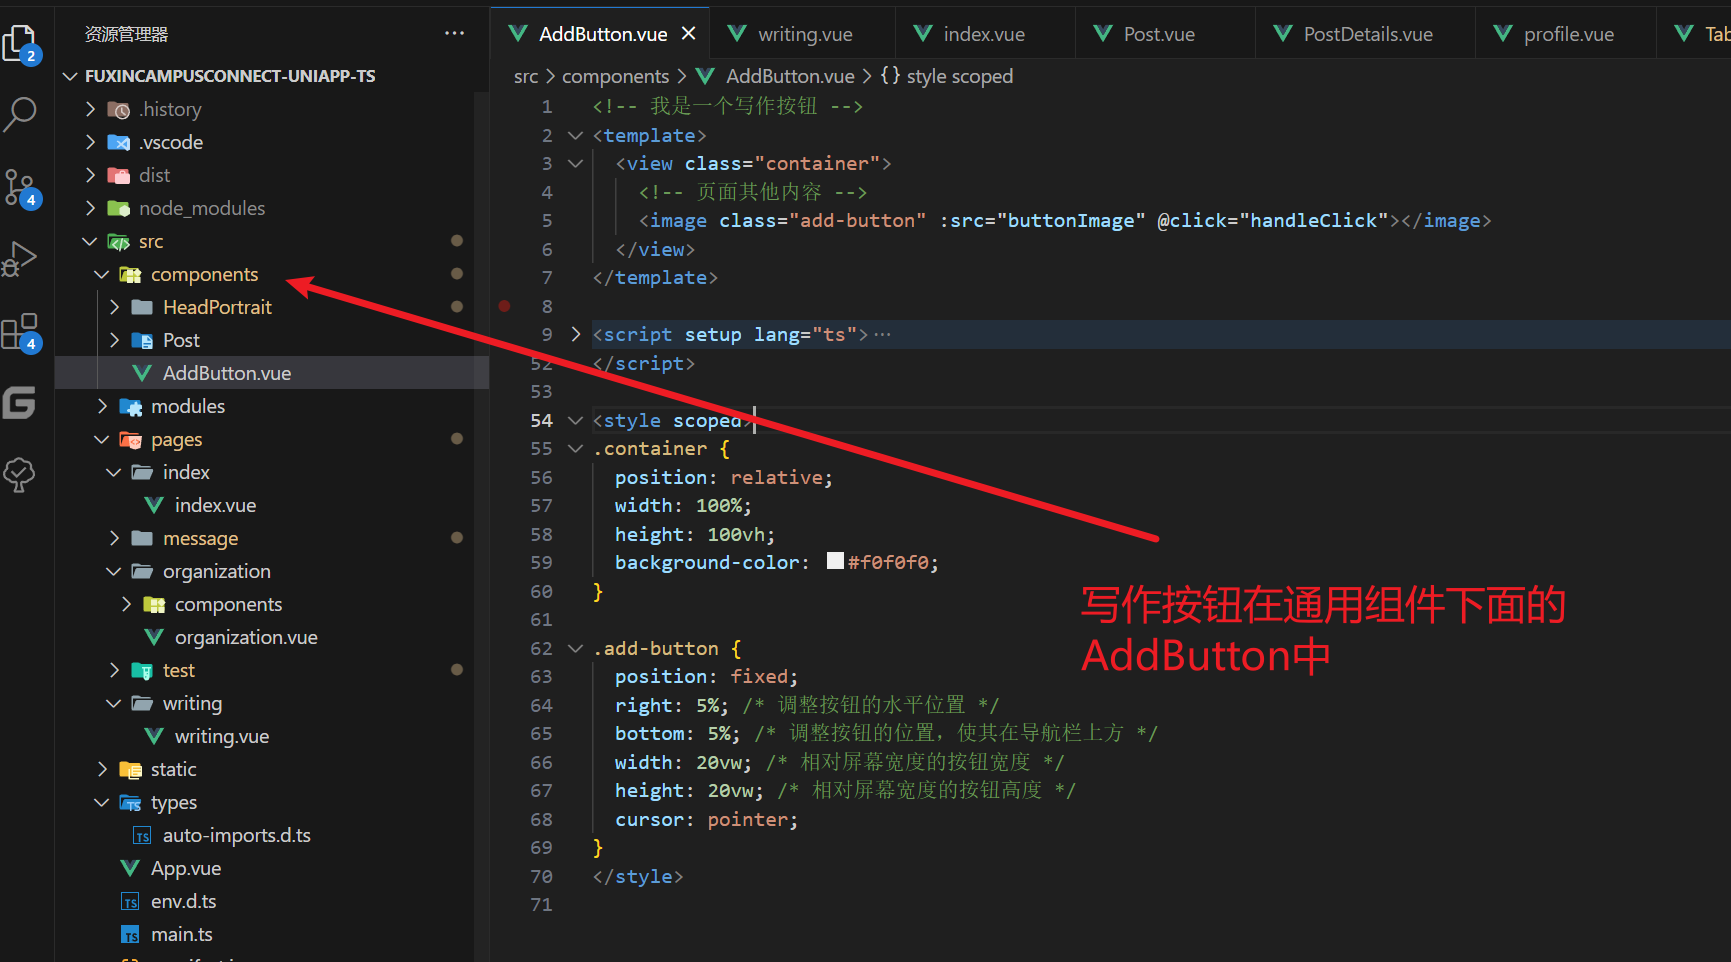 资源管理器
FUXINCAMPUSCONNECT-UNIAPP-TS
.history
.vscode
dist
node_modules
src
components
HeadPortrait
Post
AddButton.vue
modules
pages
index
index.vue
message
organization
components
organization.vue
test
writing
writing.vue
static
types
auto-imports.d.ts
App.vue
env.d.ts
main.ts
2
4
4
AddButton.vue
writing.vue
index.vue
Post.vue
PostDetails.vue
profile.vue
Tab
src > components > AddButton.vue > {} style scoped
1 <!-- 我是一个写作按钮 -->
2 <template>
3 <view class="container">
4 <!-- 页面其他内容 -->
5 <image class="add-button" :src="buttonImage" @click="handleClick"></image>
6 </view>
7 </template>
8
9 <script setup lang="ts">···
52 </script>
53
54 <style scoped>
55 .container {
56 position: relative;
57 width: 100%;
58 height: 100vh;
59 background-color: #f0f0f0;
60 }
61
62 .add-button {
63 position: fixed;
64 right: 5%; /* 调整按钮的水平位置 */
65 bottom: 5%; /* 调整按钮的位置，使其在导航栏上方 */
66 width: 20vw; /* 相对屏幕宽度的按钮宽度 */
67 height: 20vw; /* 相对屏幕宽度的按钮高度 */
68 cursor: pointer;
69 }
70 </style>
71
写作按钮在通用组件下面的
AddButton中